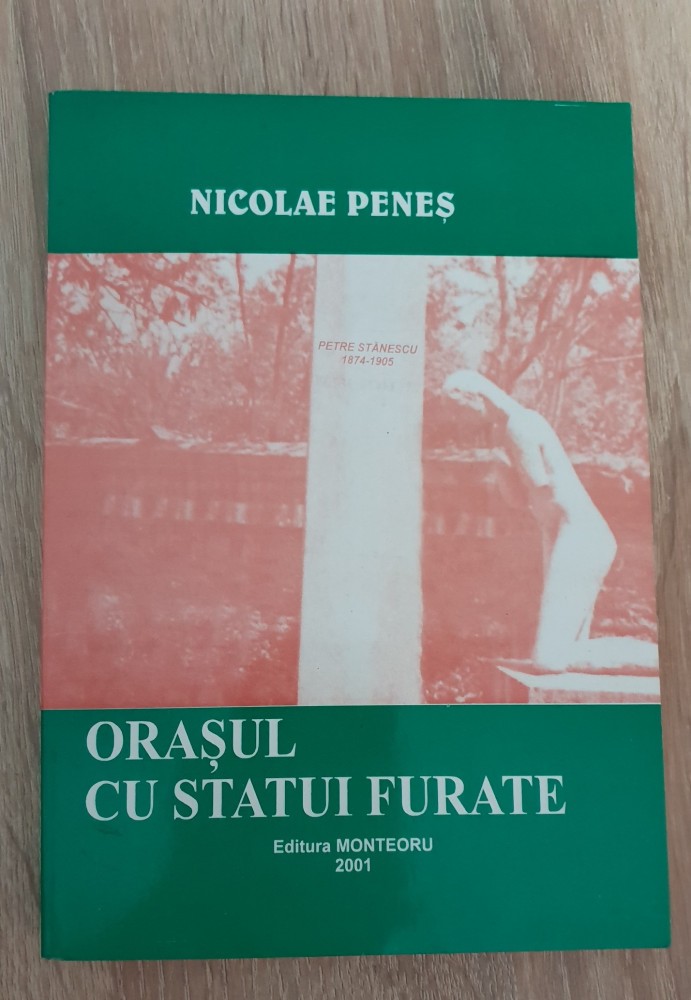 NICOLAE PENEȘ
PETRE STĂNESCU
1874-1905
ORAȘUL
CU STATUI FURATE
Editura MONTEORU
2001